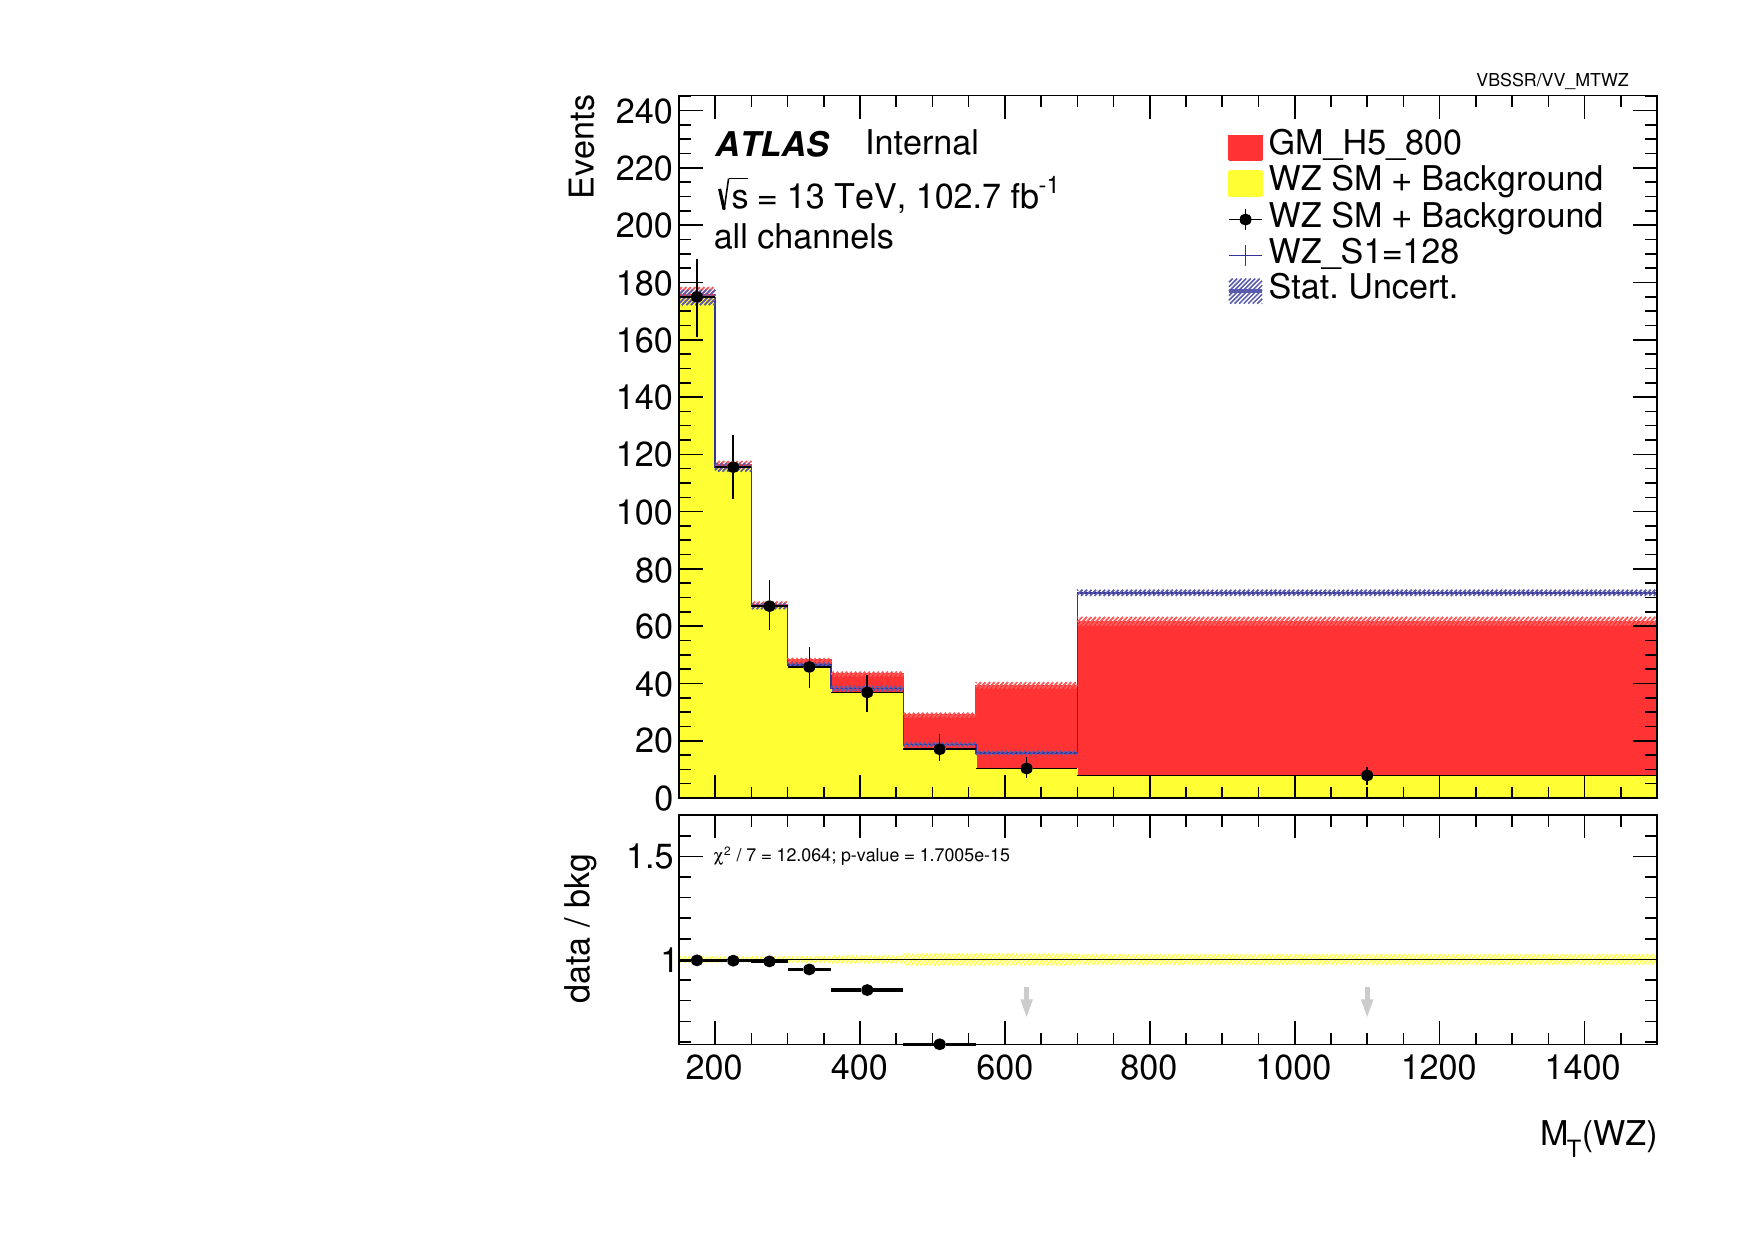 VBSSR/VV_MTWZ
Events
240
220
200
180
160
140
120
100
80
60
40
20
0
ATLAS Internal
√s = 13 TeV, 102.7 fb⁻¹
all channels
GM_H5_800
WZ SM + Background
WZ SM + Background
WZ_S1=128
Stat. Uncert.
data / bkg
1.5
1
χ² / 7 = 12.064; p-value = 1.7005e-15
200 400 600 800 1000 1200 1400
M_T(WZ)